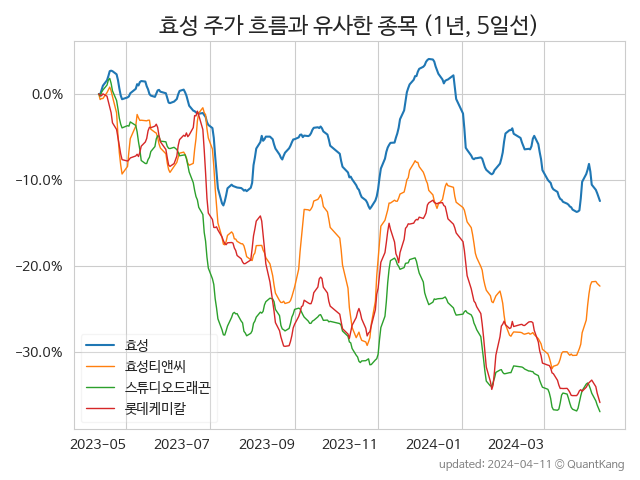 효성 주가 흐름과 유사한 종목 (1년, 5일선)
0.0%
−10.0%
−20.0%
−30.0%
효성
효성티앤씨
스튜디오드래곤
롯데케미칼
2023-05 2023-07 2023-09 2023-11 2024-01 2024-03
updated: 2024-04-11 © QuantKang